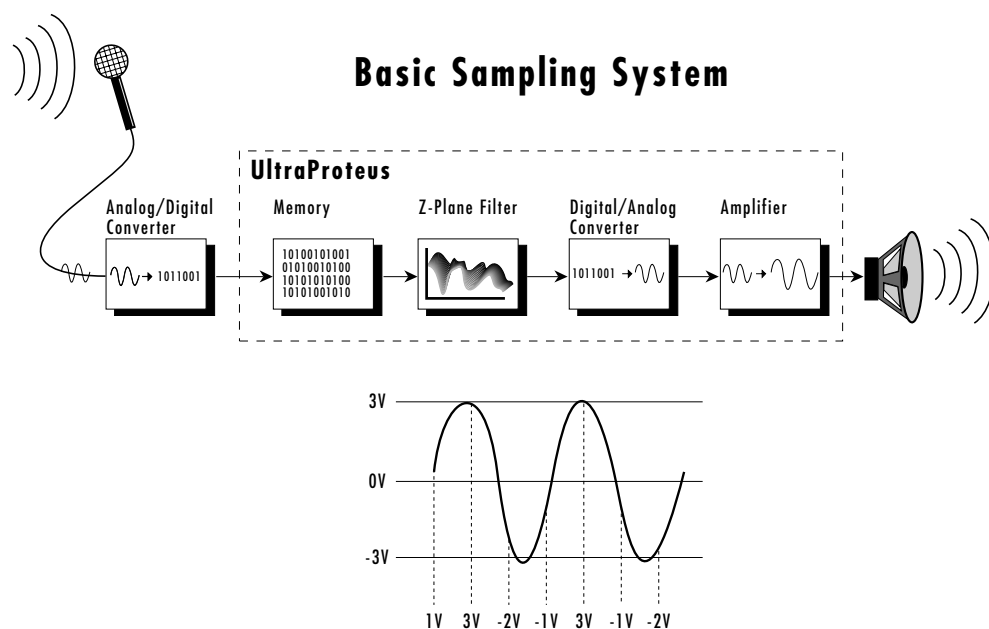 Basic Sampling System
UltraProteus
Analog/Digital
Converter
1011001
Memory
10100101001
01010010100
10101010100
10101001010
Z-Plane Filter
Digital/Analog
Converter
1011001
Amplifier
3V
0V
-3V
1V 3V -2V -1V 3V -1V -2V